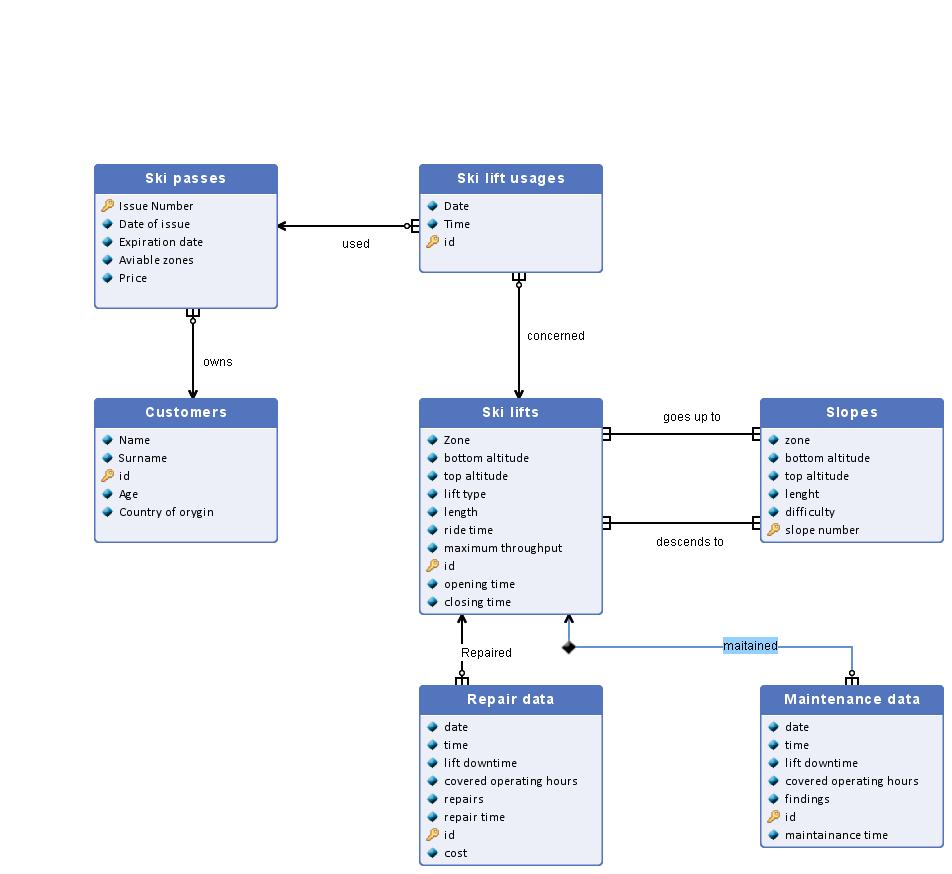 Ski passes
Issue Number
Date of issue
Expiration date
Aviable zones
Price
used
Ski lift usages
Date
Time
id
owns
concerned
Customers
Name
Surname
id
Age
Country of orygin
Ski lifts
Zone
bottom altitude
top altitude
lift type
length
ride time
maximum throughput
id
opening time
closing time
goes up to
descends to
Slopes
zone
bottom altitude
top altitude
lenght
difficulty
slope number
Repaired
maitained
Repair data
date
time
lift downtime
covered operating hours
repairs
repair time
id
cost
Maintenance data
date
time
lift downtime
covered operating hours
findings
id
maintainance time